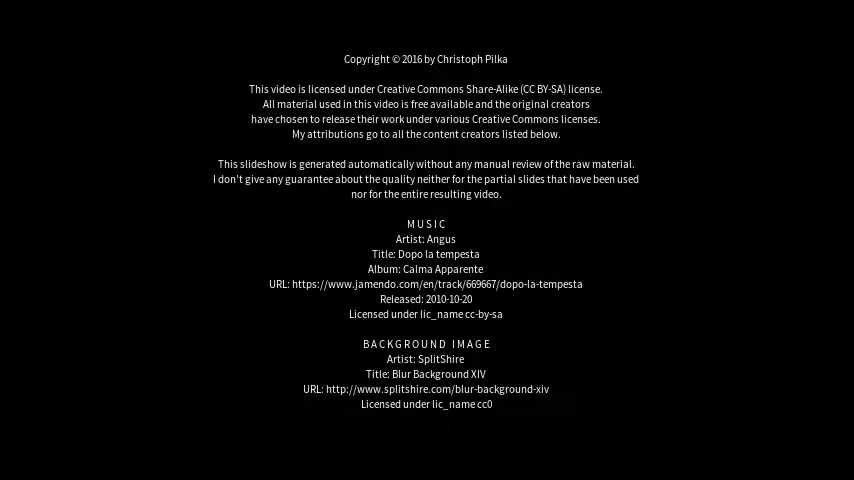 Copyright © 2016 by Christoph Pilka
This video is licensed under Creative Commons Share-Alike (CC BY-SA) license.
All material used in this video is free available and the original creators
have chosen to release their work under various Creative Commons licenses.
My attributions go to all the content creators listed below.
This slideshow is generated automatically without any manual review of the raw material.
I don't give any guarantee about the quality neither for the partial slides that have been used
nor for the entire resulting video.
MUSIC
Artist: Angus
Title: Dopo la tempesta
Album: Calma Apparente
URL: https://www.jamendo.com/en/track/669667/dopo-la-tempesta
Released: 2010-10-20
Licensed under lic_name cc-by-sa
BACKGROUND IMAGE
Artist: SplitShire
Title: Blur Background XIV
URL: http://www.splitshire.com/blur-background-xiv
Licensed under lic_name cc0